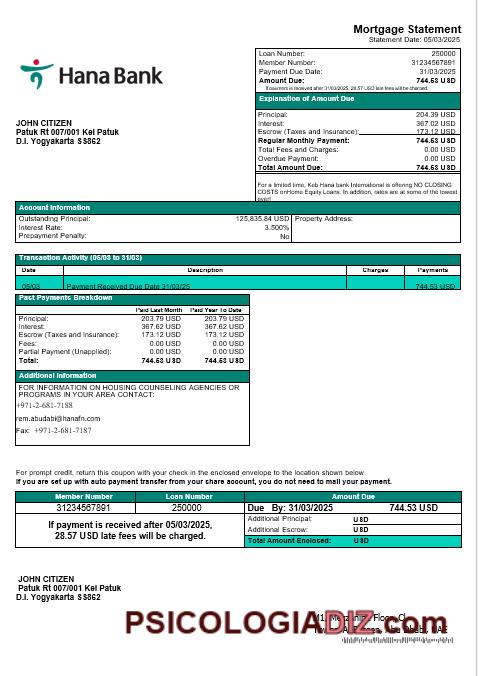 Mortgage Statement
Statement Date: 05/03/2025
Hana Bank
Loan Number: 250000
Member Number: 31234567891
Payment Due Date: 31/03/2025
Amount Due: 744.53 USD
If payment is received after 31/03/2025, 28.57 USD late fees will be charged.
Explanation of Amount Due
Principal: 204.39 USD
Interest: 367.02 USD
Escrow (Taxes and Insurance): 173.12 USD
Regular Monthly Payment: 744.53 USD
Total Fees and Charges: 0.00 USD
Overdue Payment: 0.00 USD
Total Amount Due: 744.53 USD
For a limited time, Keb Hana bank International is offering NO CLOSING
COSTS onHome Equity Loans. In addition, rates are at some of the lowest
ever!
JOHN CITIZEN
Patuk Rt 007/001 Kel Patuk
D.I. Yogyakarta SS862
Account Information
Outstanding Principal: 125,835.84 USD
Interest Rate: 3.500%
Prepayment Penalty: No
Property Address:
Transaction Activity (05/03 to 31/03)
Date Description Charges Payments
05/03 Payment Received Due Date 31/03/25 744.53 USD
Past Payments Breakdown
Paid Last Month Paid Year To Date
Principal: 203.79 USD 203.79 USD
Interest: 367.62 USD 367.62 USD
Escrow (Taxes and Insurance): 173.12 USD 173.12 USD
Fees: 0.00 USD 0.00 USD
Partial Payment (Unapplied): 0.00 USD 0.00 USD
Total: 744.53 USD 744.53 USD
Additional Information
FOR INFORMATION ON HOUSING COUNSELING AGENCIES OR
PROGRAMS IN YOUR AREA CONTACT:
+971-2-681-7188
rem.abudabi@hanafn.com
Fax: +971-2-681-7187
For prompt credit, return this coupon with your check in the enclosed envelope to the location shown below.
If you are set up with auto payment transfer from your share account, you do not need to mail your payment.
Member Number Loan Number Amount Due
31234567891 250000 Due By: 31/03/2025 744.53 USD
If payment is received after 05/03/2025,
28.57 USD late fees will be charged.
Additional Principal: USD
Additional Escrow: USD
Total Amount Enclosed: USD
JOHN CITIZEN
Patuk Rt 007/001 Kel Patuk
D.I. Yogyakarta SS862
PSICOLOGIADIZ.com
Floor,
Abu Dhabi, UAE